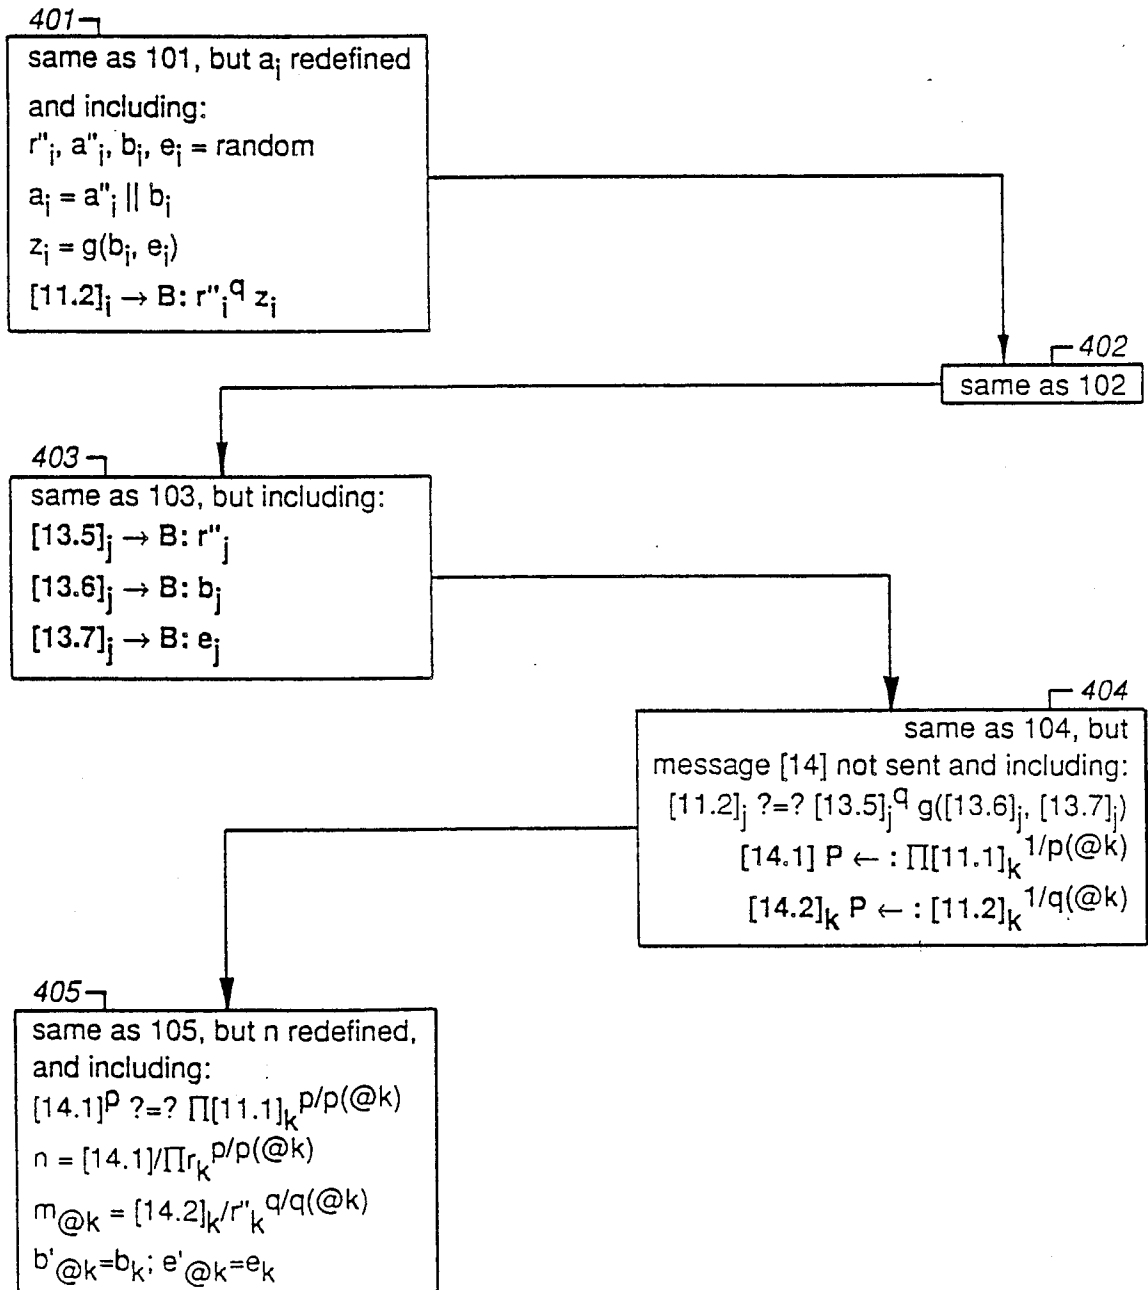 401
same as 101, but a_i redefined
and including:
r"_i, a"_i, b_i, e_i = random
a_i = a"_i || b_i
z_i = g(b_i, e_i)
[11.2]_i → B: r"_i^q z_i
402
same as 102
403
same as 103, but including:
[13.5]_j → B: r"_j
[13.6]_j → B: b_j
[13.7]_j → B: e_j
404
same as 104, but
message [14] not sent and including:
[11.2]_j ?=? [13.5]_j^q g([13.6]_j, [13.7]_j)
[14.1] P ← : ∏[11.1]_k^1/p(@k)
[14.2]_k P ← : [11.2]_k^1/q(@k)
405
same as 105, but n redefined,
and including:
[14.1]^p ?=? ∏[11.1]_k^p/p(@k)
n = [14.1]/∏r_k^p/p(@k)
m_@k = [14.2]_k/r"_k^q/q(@k)
b'_@k=b_k; e'_@k=e_k